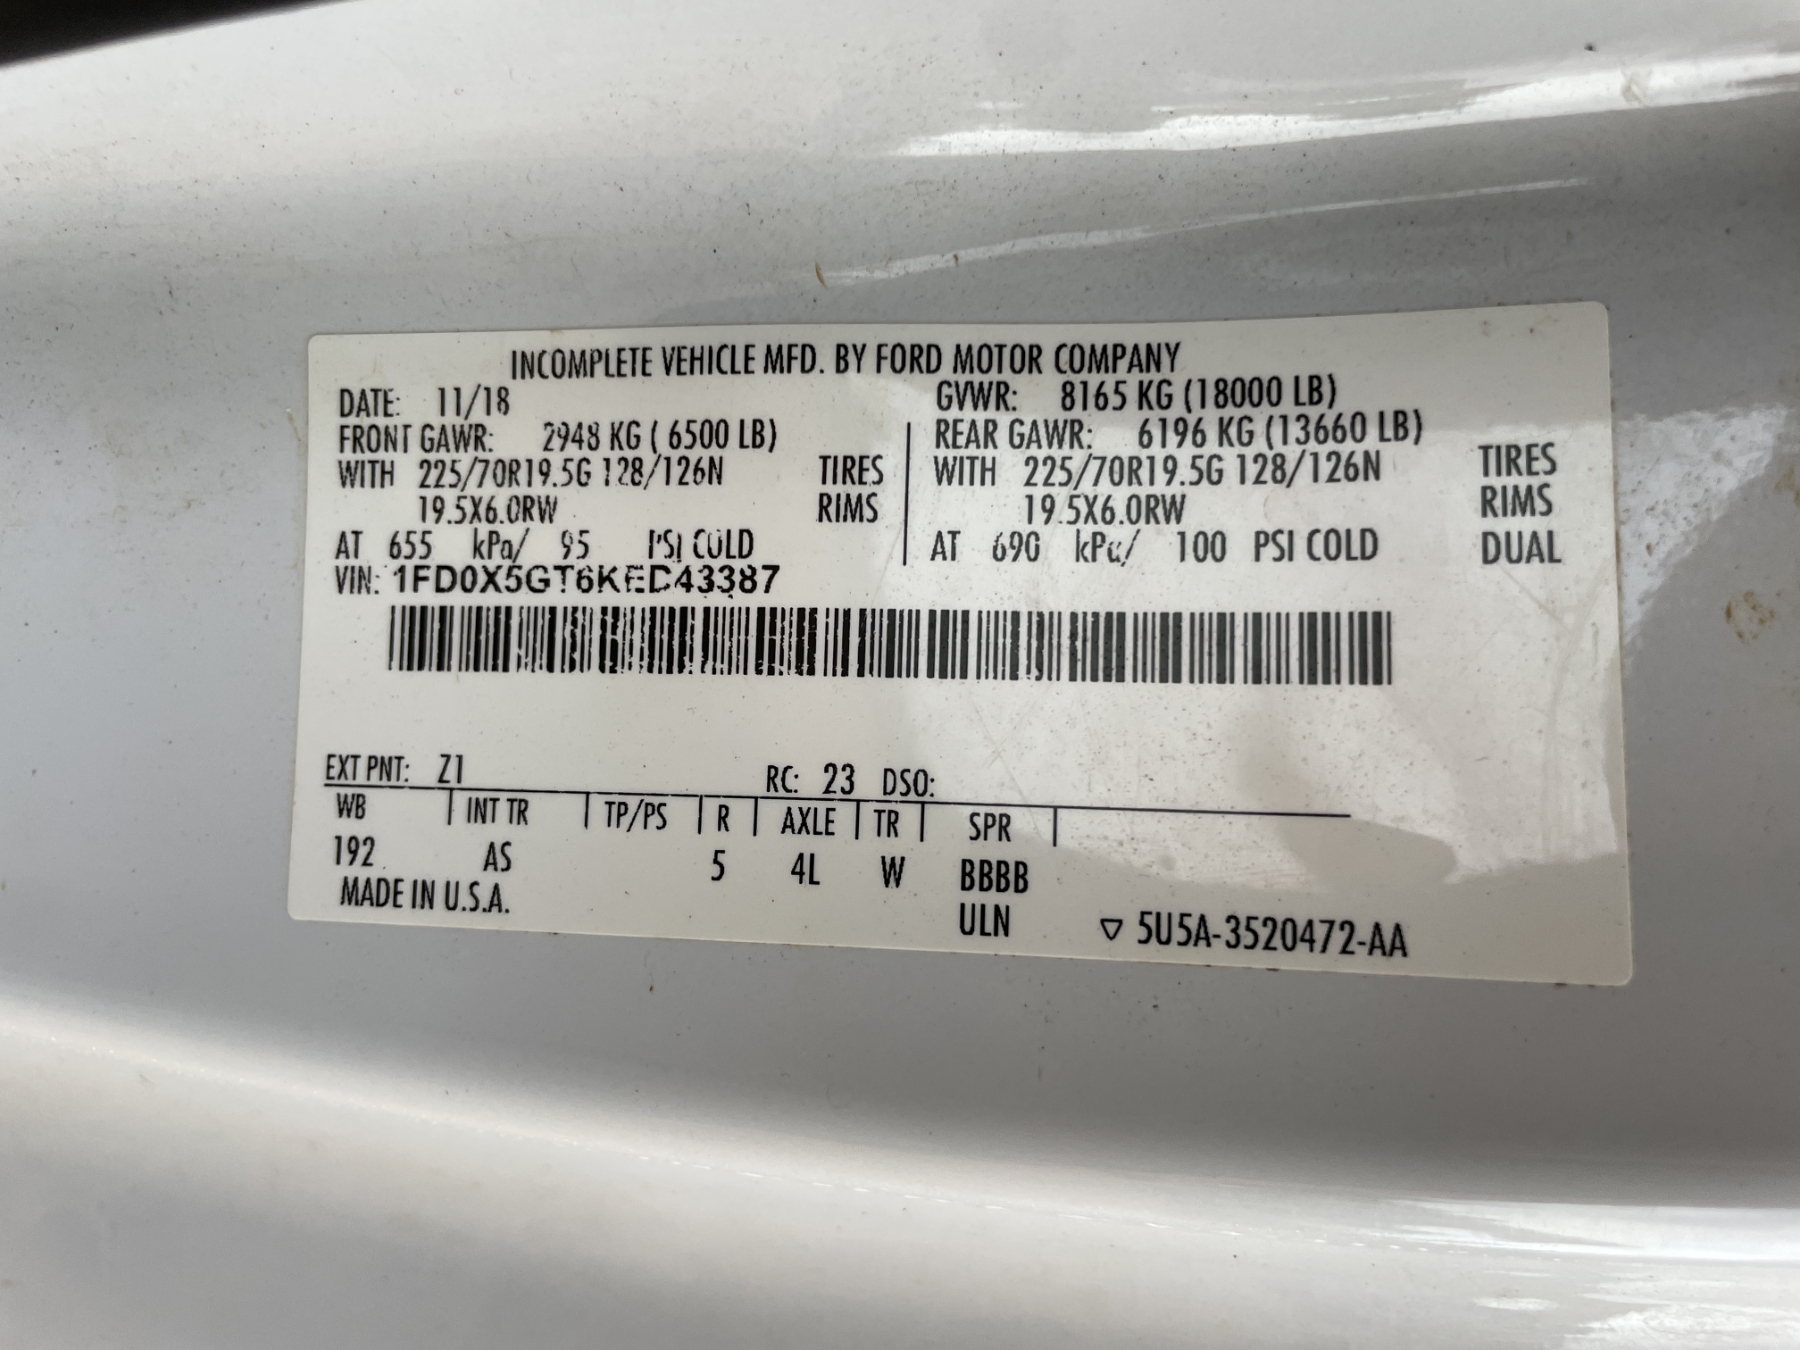 INCOMPLETE VEHICLE MFD. BY FORD MOTOR COMPANY
DATE: 11/18 GVWR: 8165 KG (18000 LB)
FRONT GAWR: 2948 KG ( 6500 LB) REAR GAWR: 6196 KG (13660 LB)
WITH 225/70R19.5G 128/126N TIRES WITH 225/70R19.5G 128/126N TIRES
19.5X6.0RW RIMS 19.5X6.0RW RIMS
AT 655 kPa/ 95 PSI COLD AT 690 kPa/ 100 PSI COLD DUAL
VIN: 1FD0X5GT6KED43387
EXT PNT: Z1 RC: 23 DSO:
WB INT TR TP/PS R AXLE TR SPR
192 AS 5 4L W BBBB
MADE IN U.S.A. ULN ▽ 5U5A-3520472-AA